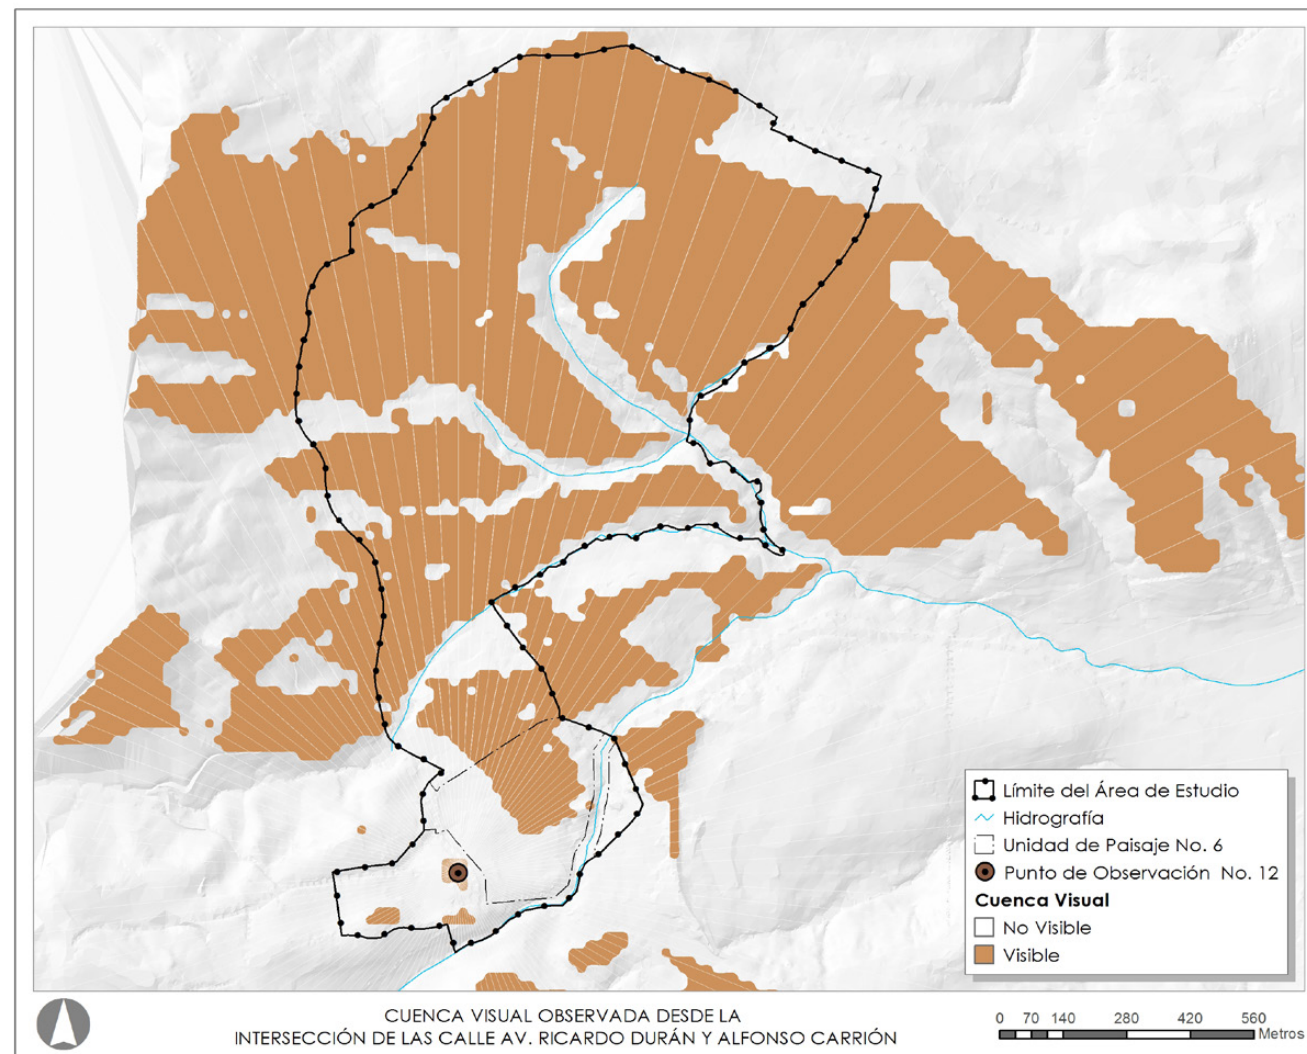 Límite del Área de Estudio
Hidrografía
Unidad de Paisaje No. 6
Punto de Observación No. 12
Cuenca Visual
No Visible
Visible
CUENCA VISUAL OBSERVADA DESDE LA
INTERSECCIÓN DE LAS CALLE AV. RICARDO DURÁN Y ALFONSO CARRIÓN
0 70 140 280 420 560
Metros